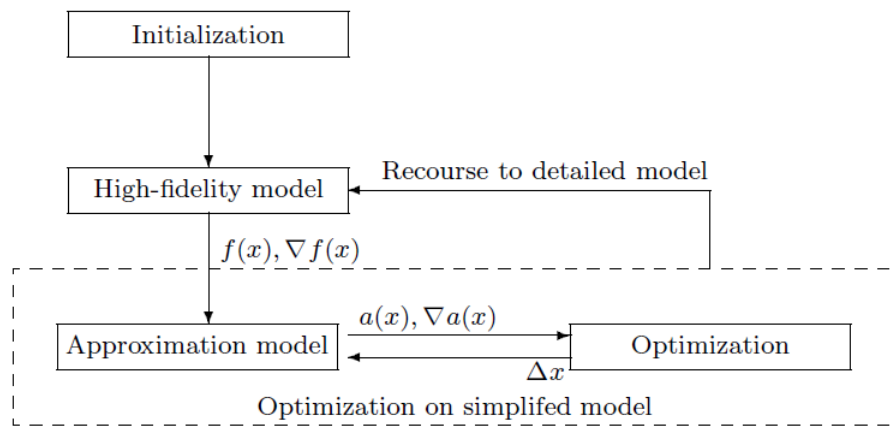 Initialization
Recourse to detailed model
High-fidelity model
f(x), ∇f(x)
a(x), ∇a(x)
Approximation model
Optimization
Δx
Optimization on simplifed model